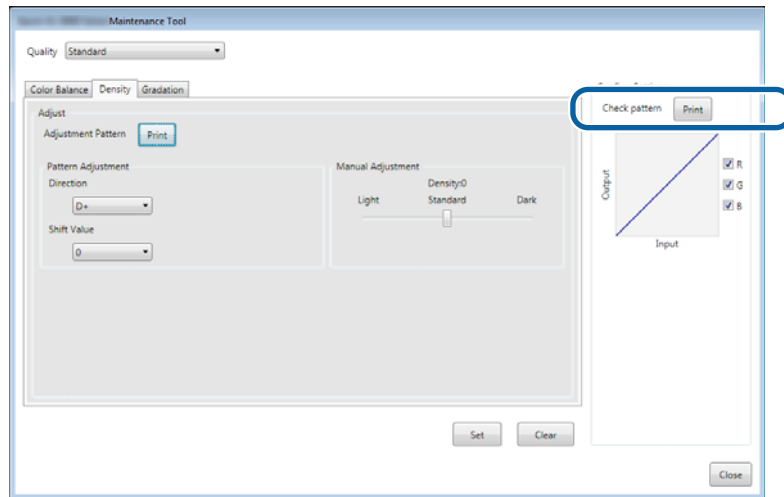 Maintenance Tool
Quality Standard
Color Balance Density Gradation
Adjust
Adjustment Pattern Print
Pattern Adjustment
Direction
D+
Shift Value
0
Manual Adjustment
Density:0
Light Standard Dark
Check pattern Print
Output
R
G
B
Input
Set Clear
Close